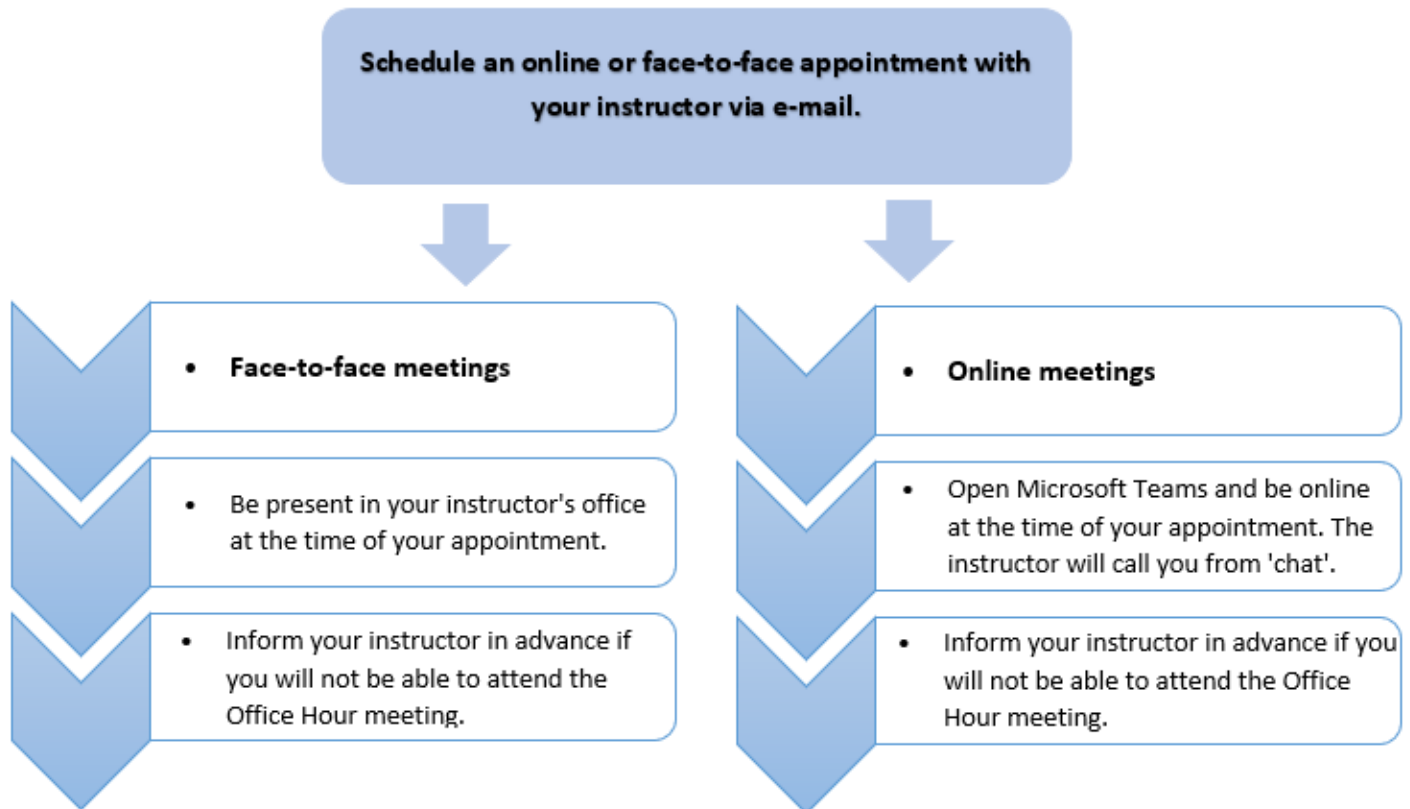 Schedule an online or face-to-face appointment with
your instructor via e-mail.
• Face-to-face meetings
• Be present in your instructor's office
at the time of your appointment.
• Inform your instructor in advance if
you will not be able to attend the
Office Hour meeting.
• Online meetings
• Open Microsoft Teams and be online
at the time of your appointment. The
instructor will call you from 'chat'.
• Inform your instructor in advance if you
will not be able to attend the Office
Hour meeting.